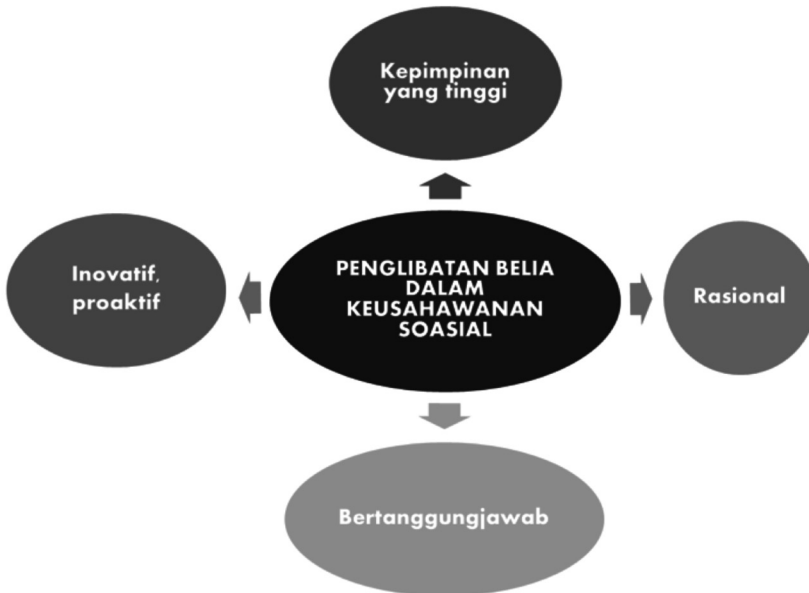 Kepimpinan
yang tinggi
Inovatif,
proaktif
PENGLIBATAN BELIA
DALAM
KEUSAHAWANAN
SOASIAL
Rasional
Bertanggungjawab